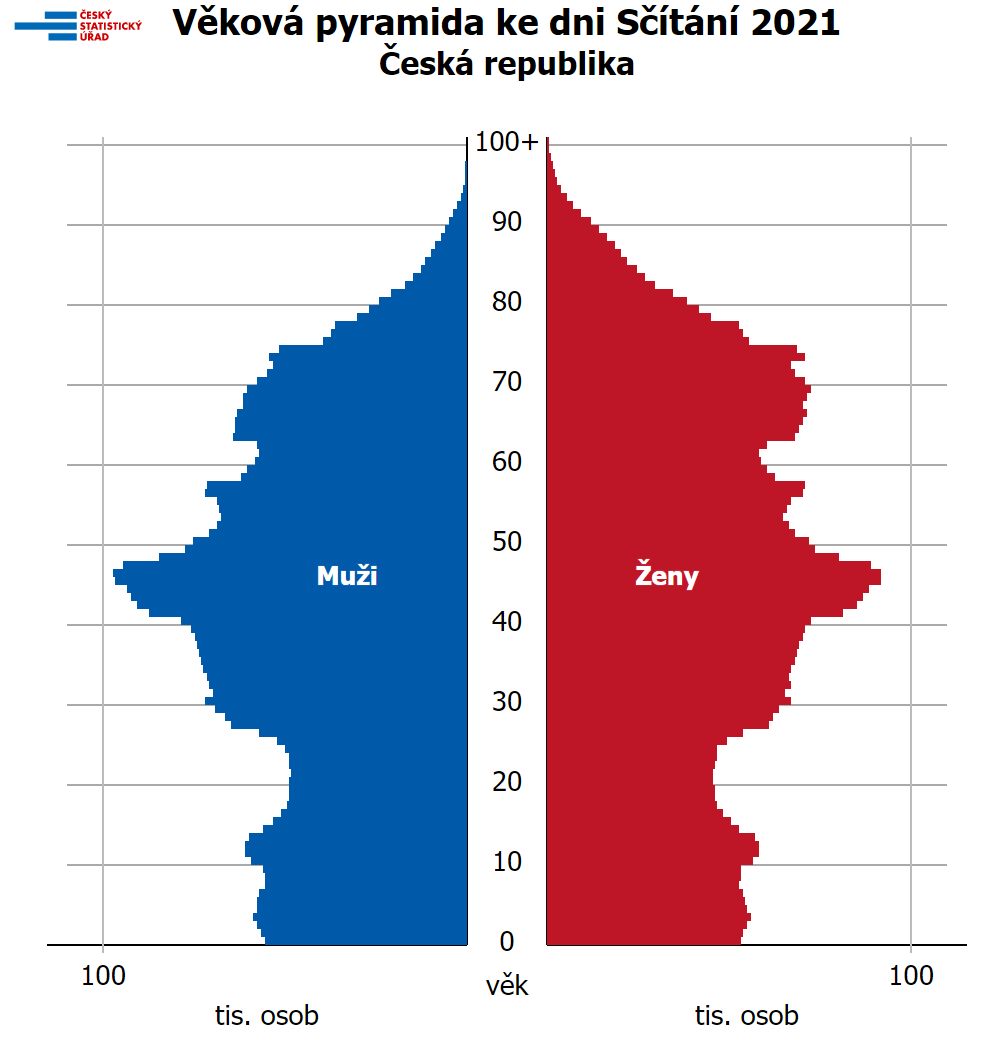 ČESKÝ
STATISTICKÝ
ÚŘAD
Věková pyramida ke dni Sčítání 2021
Česká republika
100+
90
80
70
60
50
Muži
Ženy
40
30
20
10
0
100
věk
100
tis. osob
tis. osob